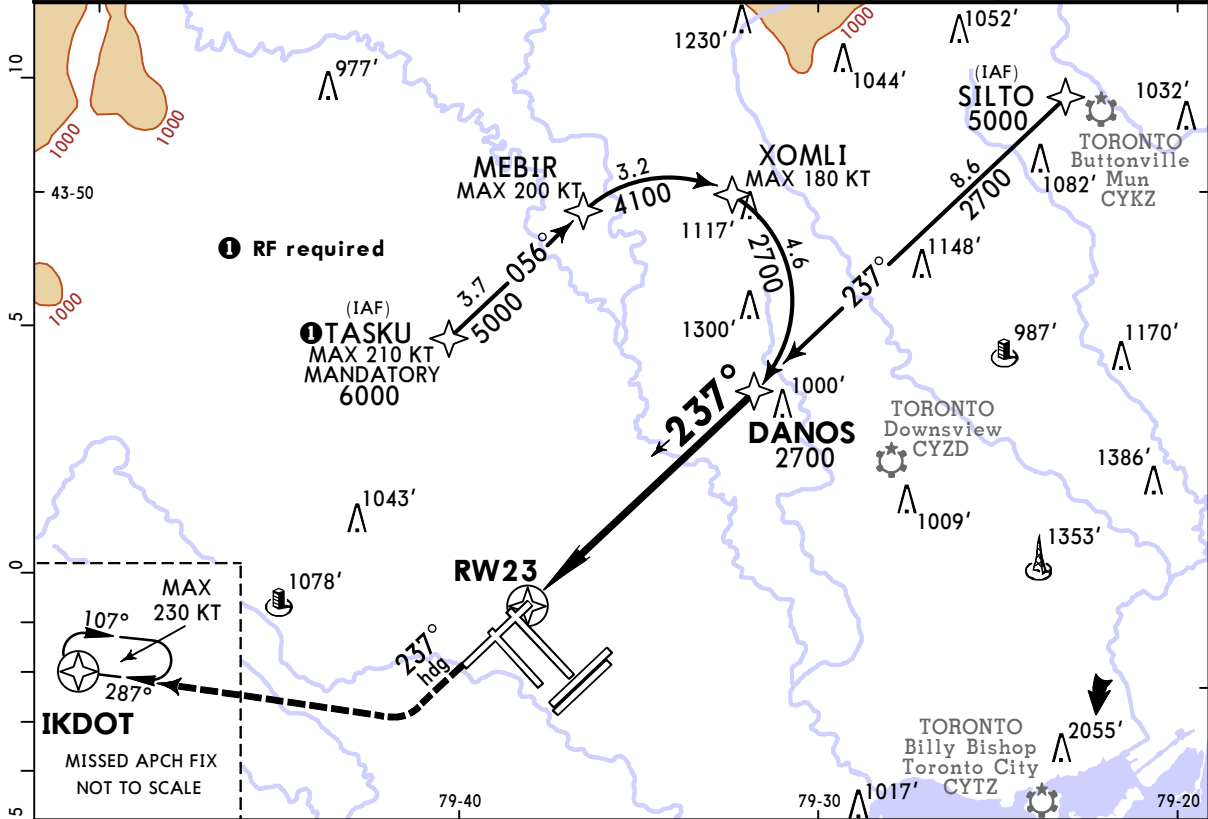 1052’
1230’
1000
10
977’
1044’
(IAF)
SILTO
5000
1032’
1000
1000
TORONTO
Buttonville
Mun
CYKZ
MEBIR
MAX 200 KT
3.2
4100
XOMLI
MAX 180 KT
8.6
2700
1082’
43-50
1117’
❶ RF required
056°
4.6
2700
1148’
237°
1000
3.7
5000
(IAF)
❶TASKU
MAX 210 KT
MANDATORY
6000
5
1300’
987’
1170’
237°
1000’
DANOS
2700
TORONTO
Downsview
CYZD
1386’
1043’
1009’
1353’
0
RW23
1078’
MAX
230 KT
107°
287°
237°
hdg
IKDOT
MISSED APCH FIX
NOT TO SCALE
TORONTO
Billy Bishop
Toronto City
CYTZ
2055’
5
79-40
79-30
1017’
79-20